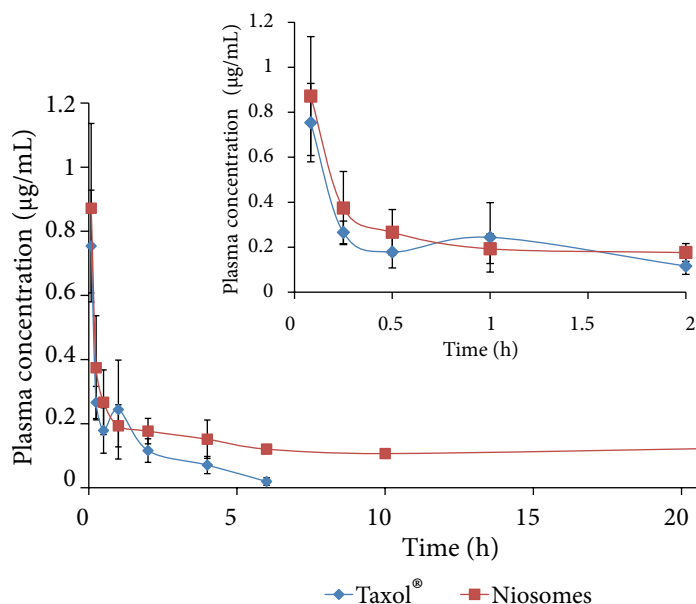 1.2
1
0.8
0.6
0.4
0.2
0
0 0.5 1 1.5 2
Plasma concentration (μg/mL)
Time (h)
1.2
1
0.8
0.6
0.4
0.2
0
0 5 10 15 20
Plasma concentration (μg/mL)
Time (h)
Taxol® Niosomes